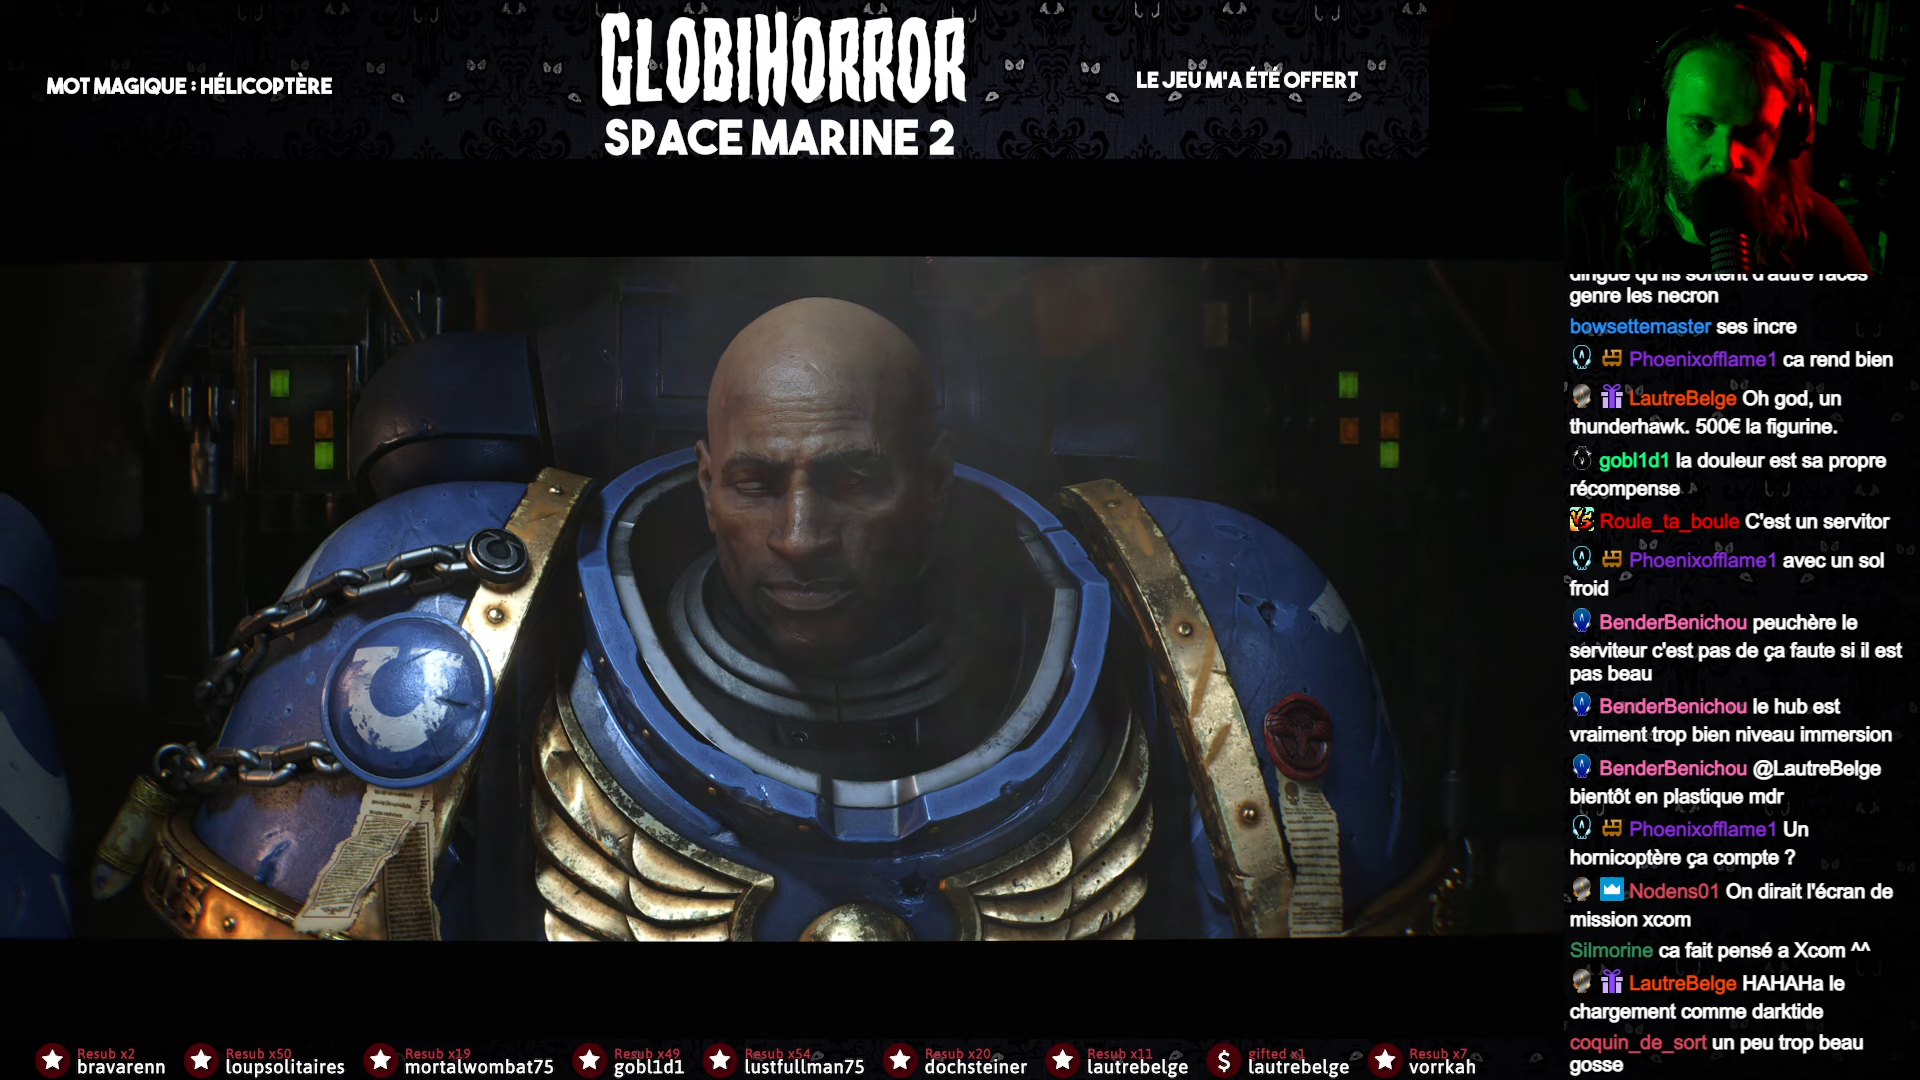 MOT MAGIQUE : HÉLICOPTÈRE
GLOBIHORROR
SPACE MARINE 2
LE JEU M'A ÉTÉ OFFERT
dingue qu'ils sortent d'autre races
genre les necron
bowsettemaster ses incre
Phoenixofflame1 ca rend bien
LautreBelge Oh god, un
thunderhawk. 500€ la figurine.
gobl1d1 la douleur est sa propre
récompense
Roule_ta_boule C'est un servitor
Phoenixofflame1 avec un sol
froid
BenderBenichou peuchère le
serviteur c'est pas de ça faute si il est
pas beau
BenderBenichou le hub est
vraiment trop bien niveau immersion
BenderBenichou @LautreBelge
bientôt en plastique mdr
Phoenixofflame1 Un
hornicoptère ça compte ?
Nodens01 On dirait l'écran de
mission xcom
Silmorine ca fait pensé a Xcom ^^
LautreBelge HAHAHa le
chargement comme darktide
coquin_de_sort un peu trop beau
gosse
Resub x2
bravarenn
Resub x50
loupsolitaires
Resub x19
mortalwombat75
Resub x49
gobl1d1
Resub x54
lustfullman75
Resub x20
dochsteiner
Resub x11
lautrebelge
gifted x1
lautrebelge
Resub x7
vorrkah